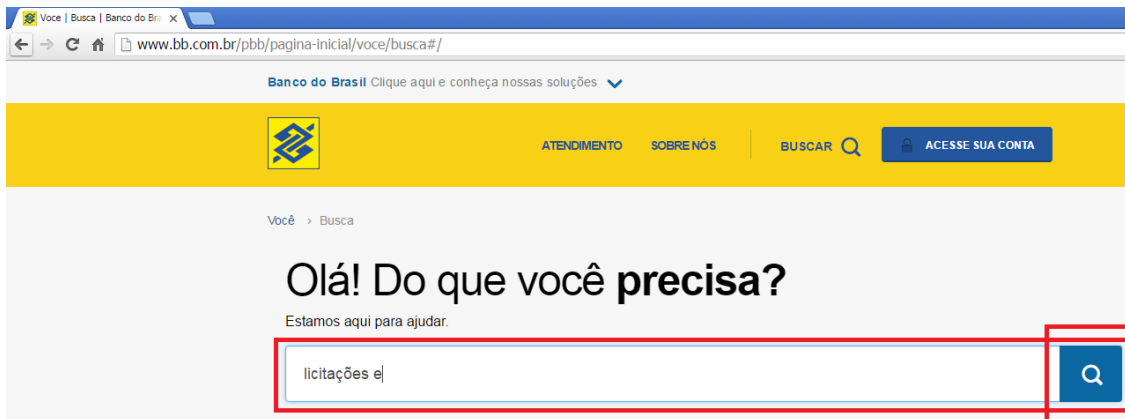 Voce | Busca | Banco do Bra
www.bb.com.br/pbb/pagina-inicial/voce/busca#/
Banco do Brasil Clique aqui e conheça nossas soluções
ATENDIMENTO SOBRE NÓS BUSCAR ACESSE SUA CONTA
Você > Busca
Olá! Do que você precisa?
Estamos aqui para ajudar.
licitações e